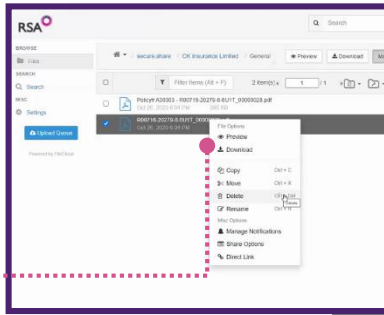 RSA
Search
BROWSE
Files
SEARCH
Search
MISC
Settings
Upload Queue
Powered by FileCloud
secure.share / OK Insurance Limited / General
Preview
Download
Filter Items (Alt + F)
2 item(s)
1 / 1
Oct 26, 2020 6:34 PM 260 KB
Oct 26, 2020 6:34 PM
File Options
Preview
Download
Copy Ctrl + C
Move Ctrl + X
Delete
Rename
Misc Options
Manage Notifications
Share Options
Direct Link